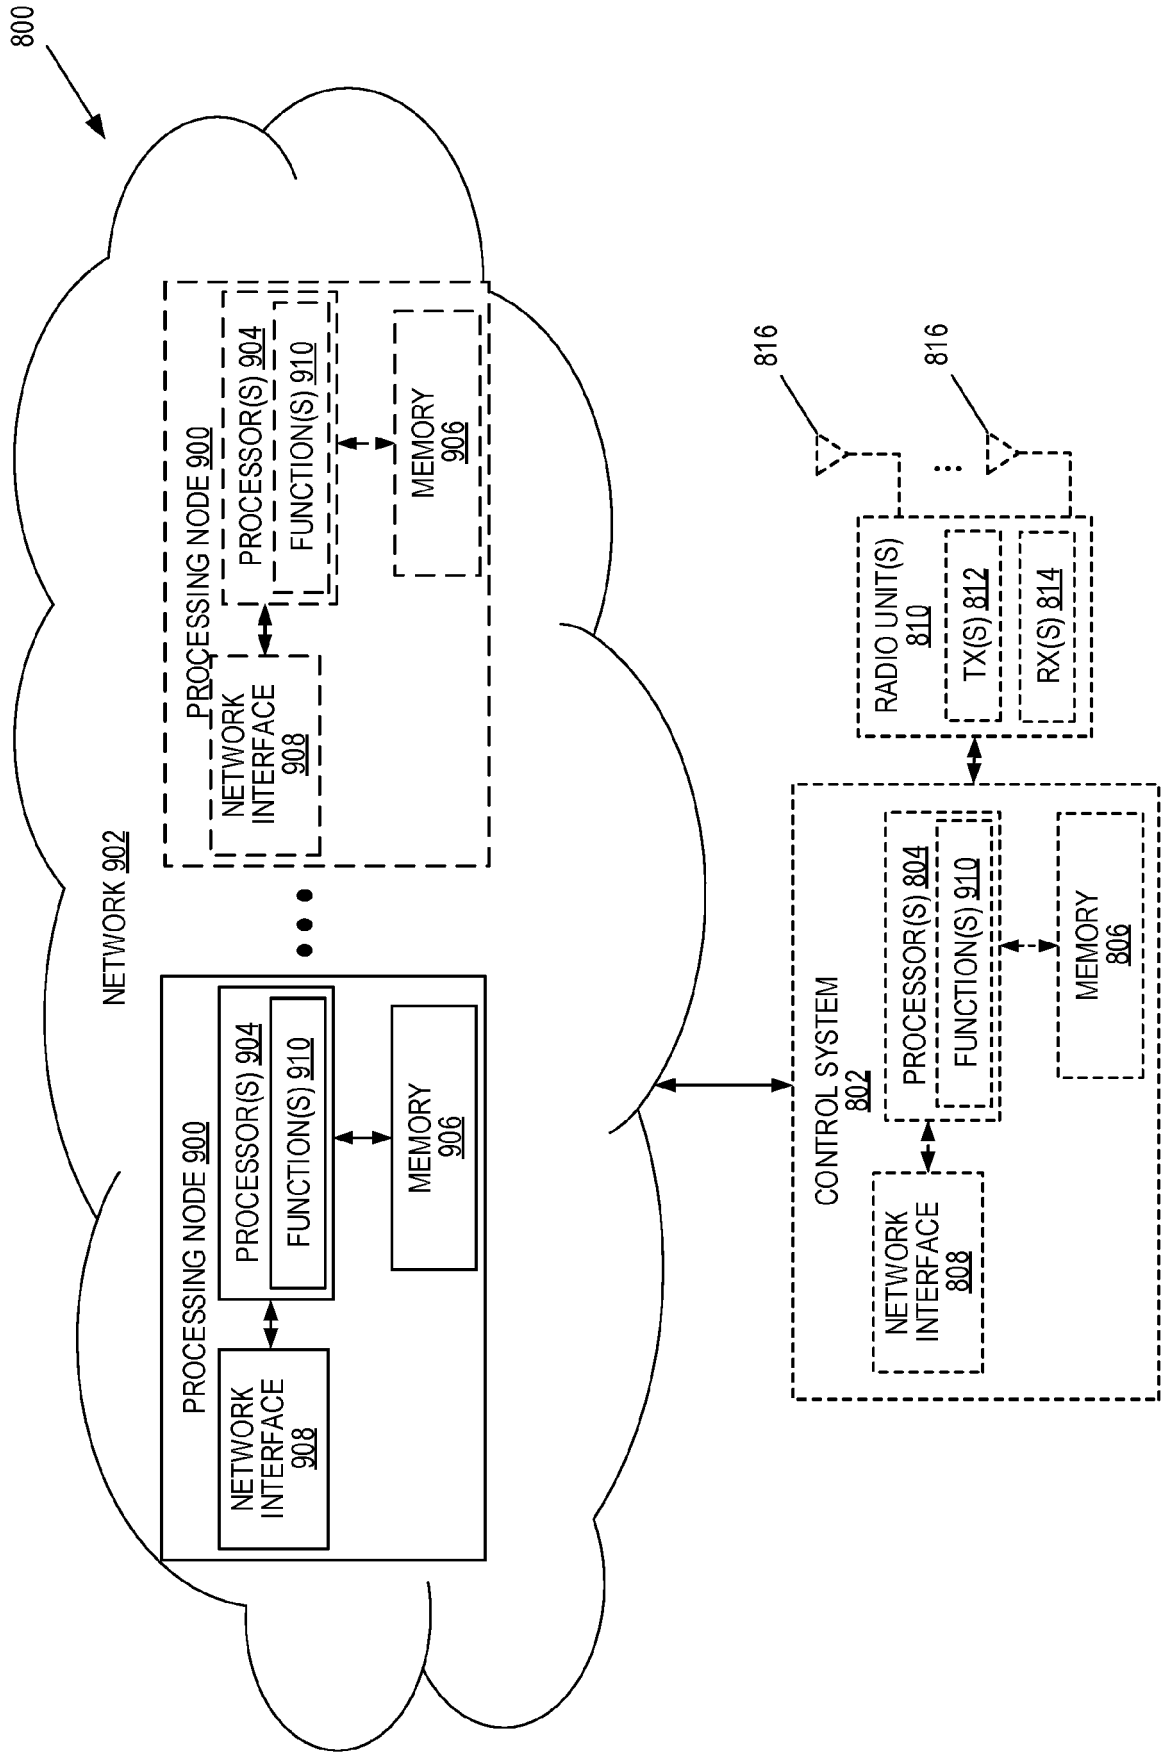 800
NETWORK 902
PROCESSING NODE 900
NETWORK
INTERFACE
908
PROCESSOR(S) 904
FUNCTION(S) 910
MEMORY
906
PROCESSING NODE 900
NETWORK
INTERFACE
908
PROCESSOR(S) 904
FUNCTION(S) 910
MEMORY
906
CONTROL SYSTEM
802
NETWORK
INTERFACE
808
PROCESSOR(S) 804
FUNCTION(S) 910
MEMORY
806
RADIO UNIT(S)
810
TX(S) 812
RX(S) 814
816
816